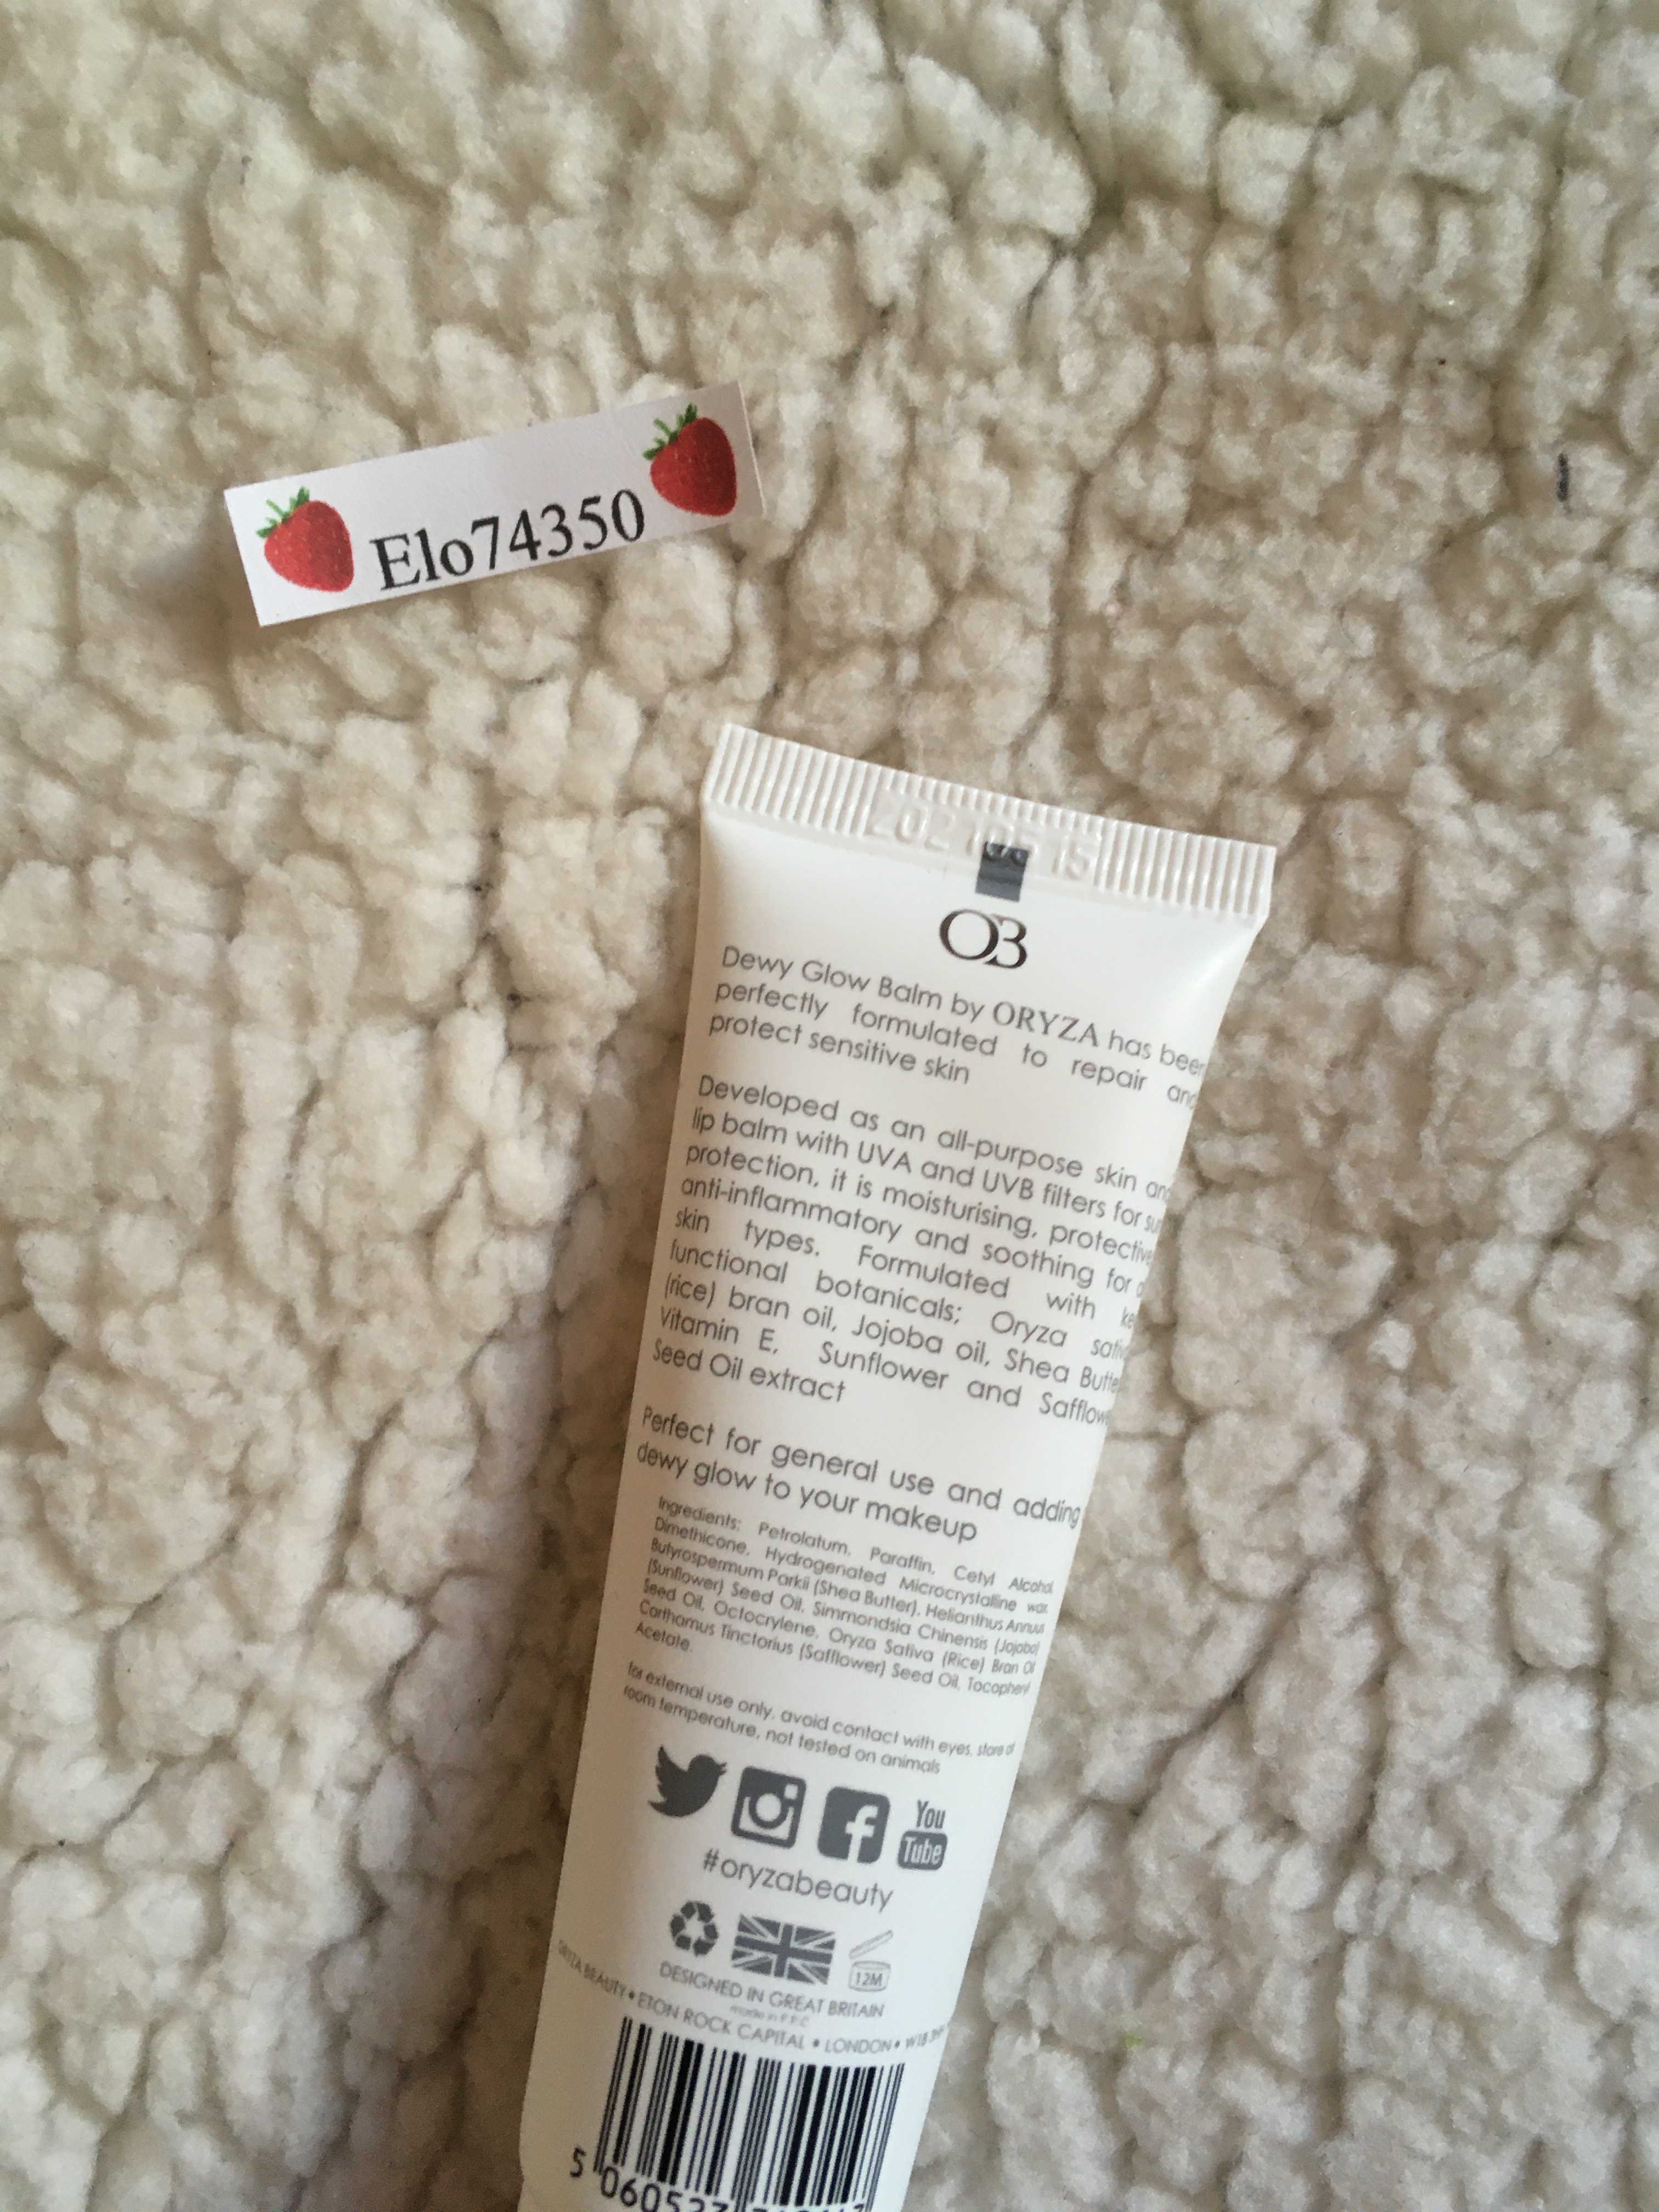 Elo74350
20210515
OB
Dewy Glow Balm by ORYZA has been
perfectly formulated to repair and
protect sensitive skin
Developed as an all-purpose skin and
lip balm with UVA and UVB filters for sun
protection, it is moisturising, protective,
anti-inflammatory and soothing for
skin types. Formulated with
functional botanicals; Oryza
(rice) bran oil, Jojoba oil, Shea
Vitamin E, Sunflower and
Seed Oil extract
Perfect for general use and adding
dewy glow to your makeup
Ingredients: Petrolatum, Paraffin, Cetyl Alcohol,
Dimethicone, Hydrogenated Microcrystalline wax,
Butyrospermum Parkii (Shea Butter), Helianthus Annuus
(Sunflower) Seed Oil, Simmondsia Chinensis (Jojoba)
Seed Oil, Octocrylene, Oryza Sativa (Rice) Bran Oil
Carthamus Tinctorius (Safflower) Seed Oil, Tocopheryl
Acetate.
for external use only, avoid contact with eyes, store at
room temperature, not tested on animals
You
Tube
#oryzabeauty
12M
DESIGNED IN GREAT BRITAIN
made in P.R.C
ORYZA BEAUTY • ETON ROCK CAPITAL • LONDON •
5